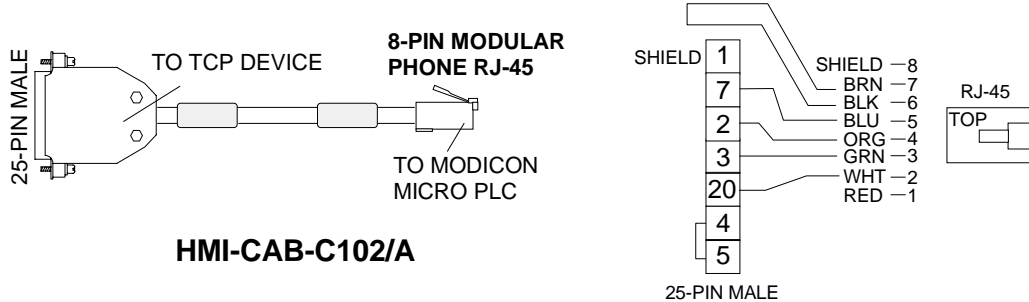 25-PIN MALE
TO TCP DEVICE
8-PIN MODULAR
PHONE RJ-45
TO MODICON
MICRO PLC
HMI-CAB-C102/A
SHIELD
1
7
2
3
20
4
5
25-PIN MALE
SHIELD —8
BRN —7
BLK —6
BLU —5
ORG —4
GRN —3
WHT —2
RED —1
RJ-45
TOP